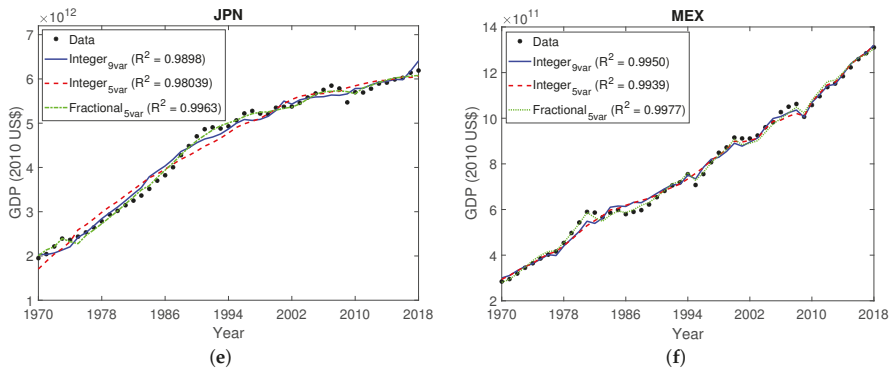 JPN
×10¹²
Data
Integer9var (R² = 0.9898)
Integer5var (R² = 0.98039)
Fractional5var (R² = 0.9963)
GDP (2010 US$)
7
6
5
4
3
2
1
1970 1978 1986 1994 2002 2010 2018
Year
(e)
MEX
×10¹¹
Data
Integer9var (R² = 0.9950)
Integer5var (R² = 0.9939)
Fractional5var (R² = 0.9977)
GDP (2010 US$)
14
12
10
8
6
4
2
1970 1978 1986 1994 2002 2010 2018
Year
(f)